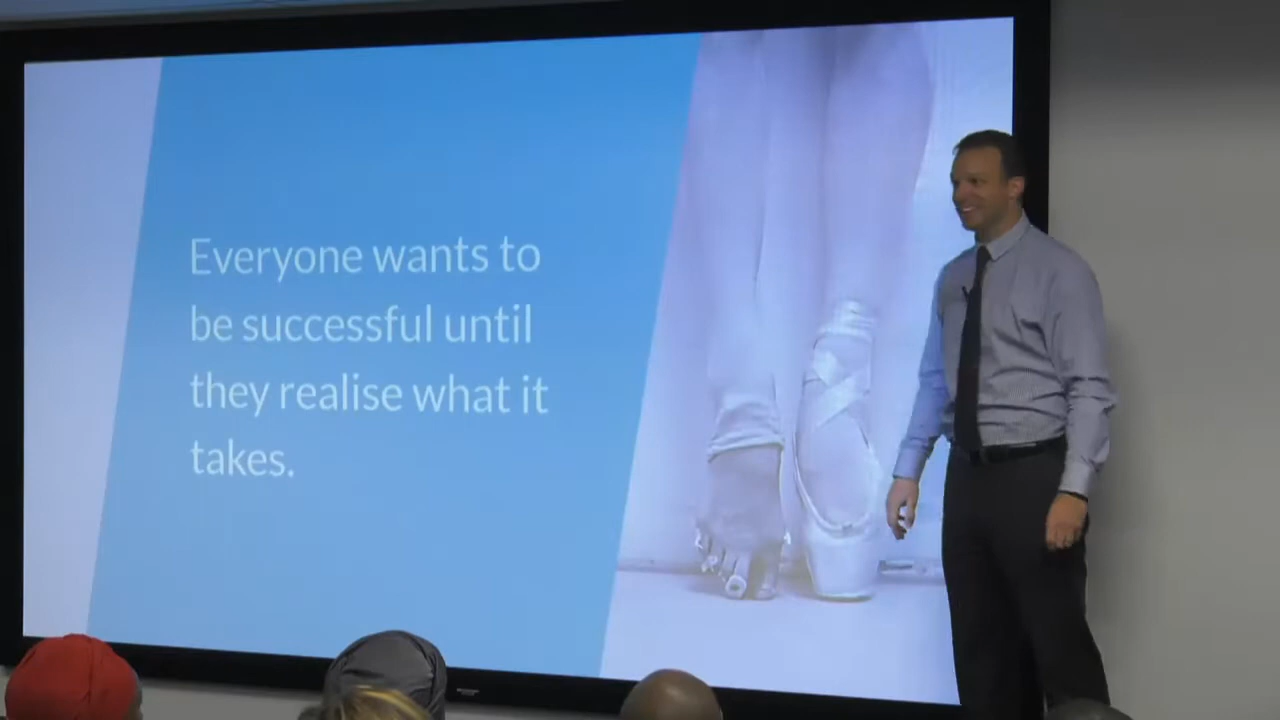 Everyone wants to
be successful until
they realise what it
takes.